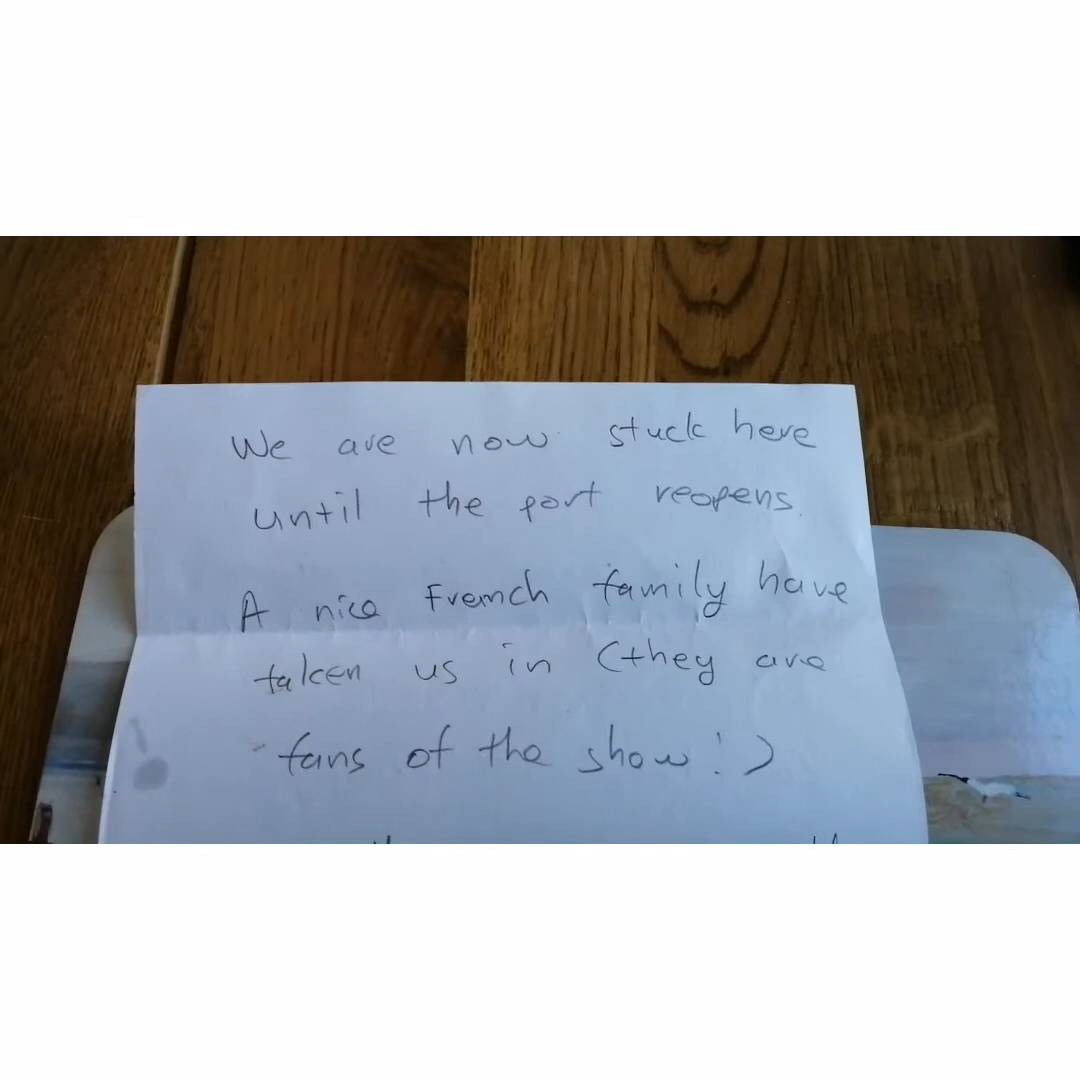 We are now stuck here
until the port reopens.
A nice French family have
taken us in (they are
fans of the show!)